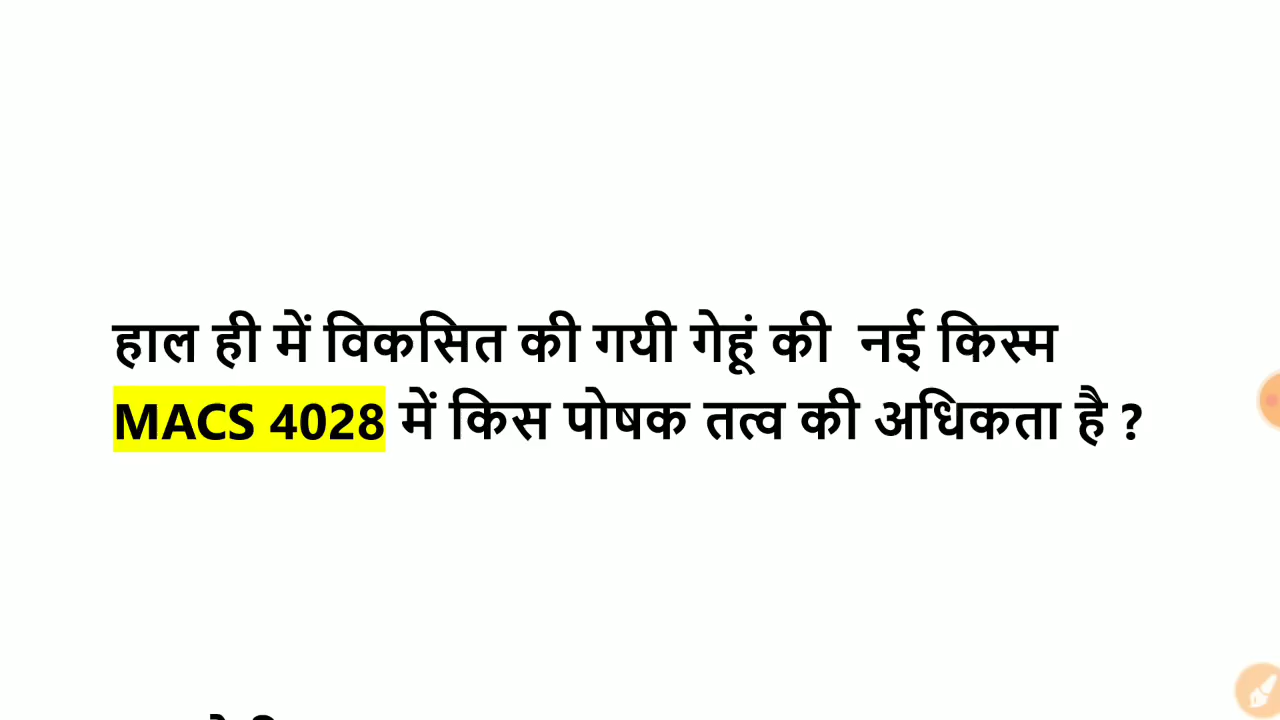 हाल ही में विकसित की गयी गेहूं की नई किस्म
MACS 4028 में किस पोषक तत्व की अधिकता है ?